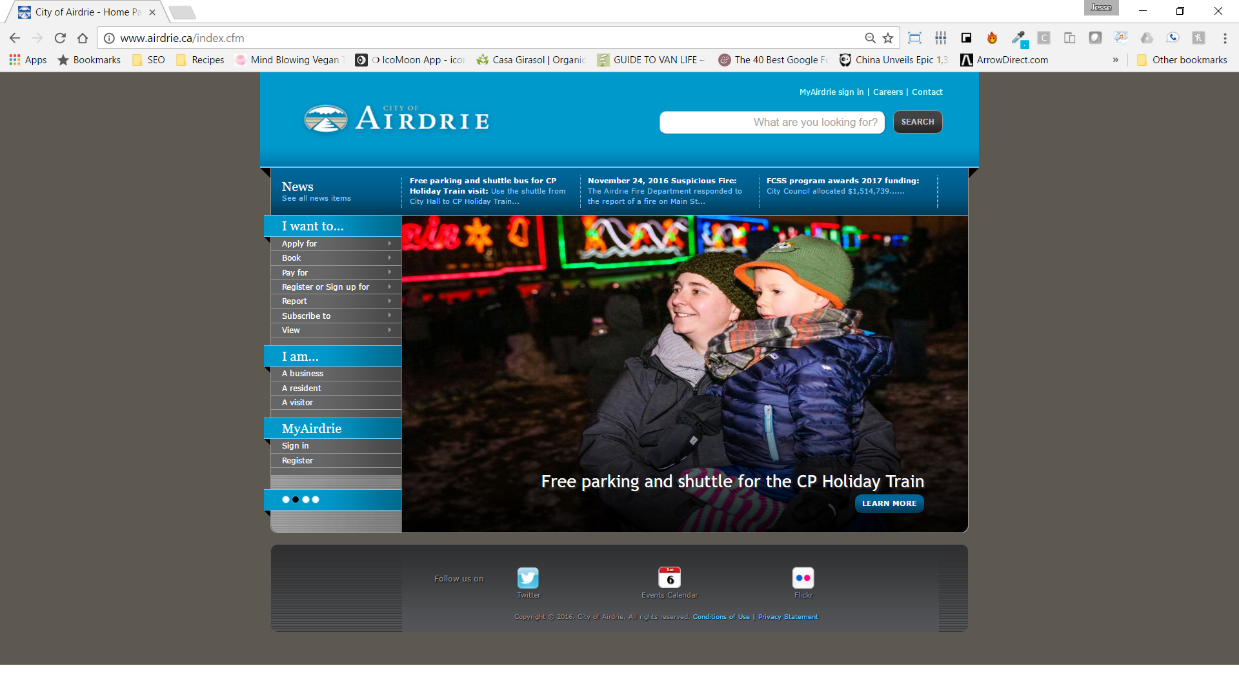 City of Airdrie - Home Pa
Jesse
www.airdrie.ca/index.cfm
Apps
Bookmarks
SEO
Recipes
Mind Blowing Vegan
IcoMoon App - icon
Casa Girasol | Organic
GUIDE TO VAN LIFE ~
The 40 Best Google Fo
China Unveils Epic 1,3
ArrowDirect.com
»
Other bookmarks
MyAirdrie sign in | Careers | Contact
CITY OF
AIRDRIE
What are you looking for?
SEARCH
News
See all news items
Free parking and shuttle bus for CP
Holiday Train visit: Use the shuttle from
City Hall to CP Holiday Train...
November 24, 2016 Suspicious Fire:
The Airdrie Fire Department responded to
the report of a fire on Main St...
FCSS program awards 2017 funding:
City Council allocated $1,514,739......
I want to...
Apply for
Book
Pay for
Register or Sign up for
Report
Subscribe to
View
I am...
A business
A resident
A visitor
MyAirdrie
Sign in
Register
Free parking and shuttle for the CP Holiday Train
LEARN MORE
Follow us on
Twitter
6
Events Calendar
Flickr
Copyright © 2016. City of Airdrie. All rights reserved. Conditions of Use | Privacy Statement